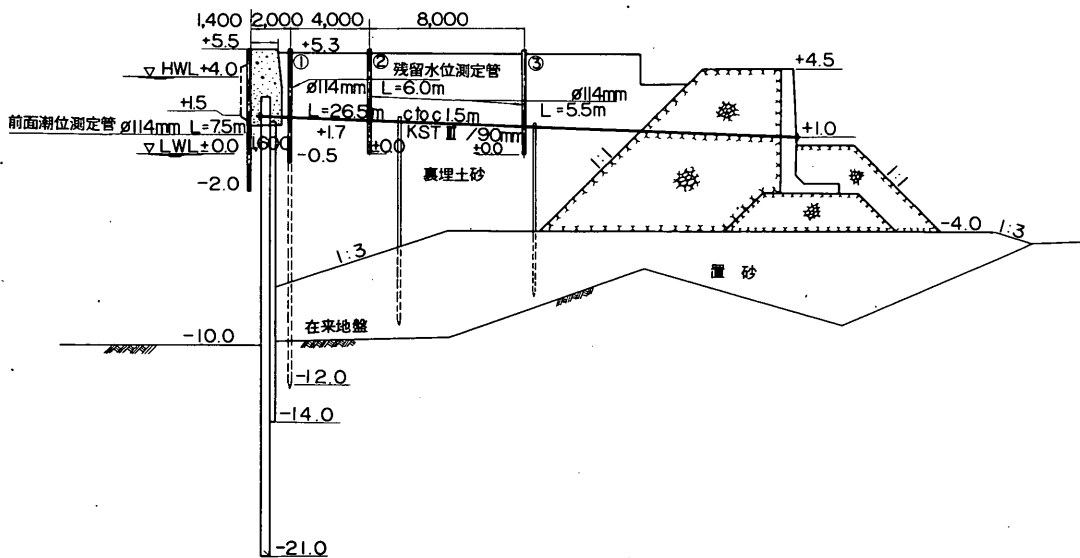 1,400 2,000 4,000 8,000
+5.5
+5.3
+4.5
① ② ③
残留水位測定管
HWL+4.0
ø114mm
L=6.0m
ø114mm
L=5.5m
+1.5
L=26.5m c to c 1.5m
前面潮位測定管 ø114mm L=7.5m
+1.7
KST III /90mm
+1.0
LWL±0.0
1,600
-0.5
±0.0
±0.0
1:1
1:1
裏埋土砂
-2.0
-4.0
1:3
1:3
置砂
在来地盤
-10.0
-12.0
-14.0
-21.0